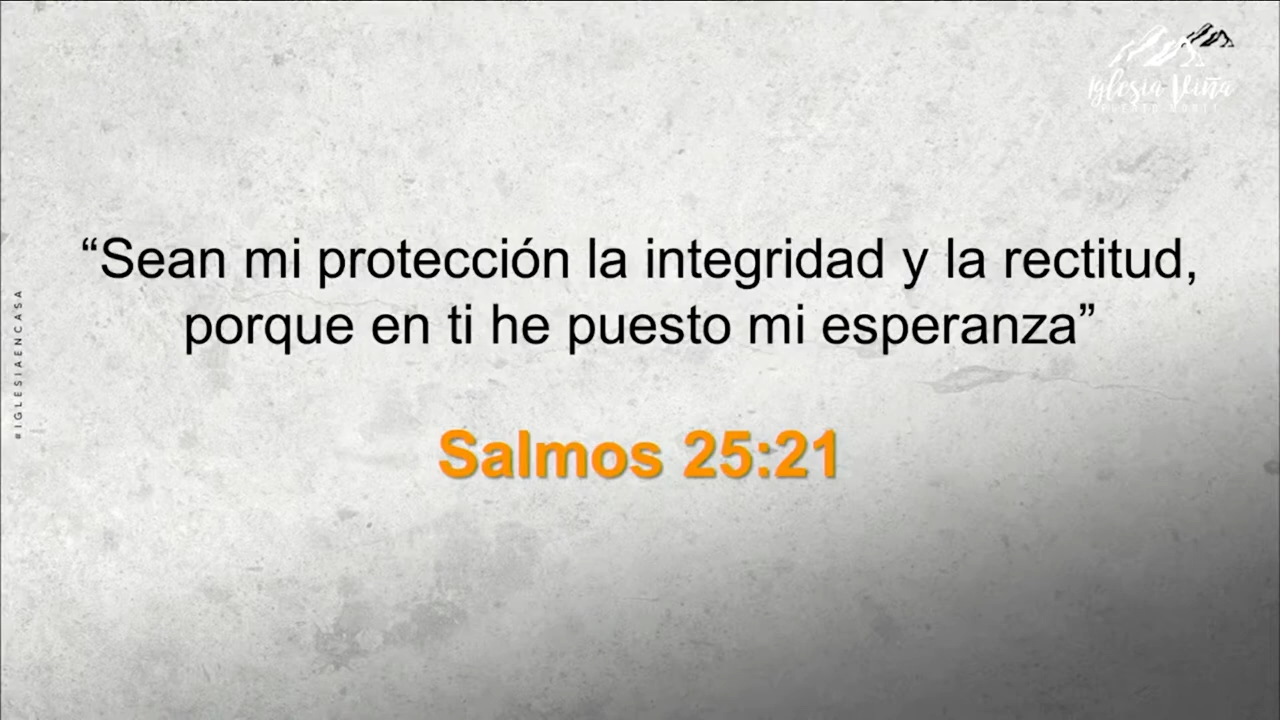 Iglesia Viña
"Sean mi protección la integridad y la rectitud,
porque en ti he puesto mi esperanza”
Salmos 25:21
#IGLESIAENCASA